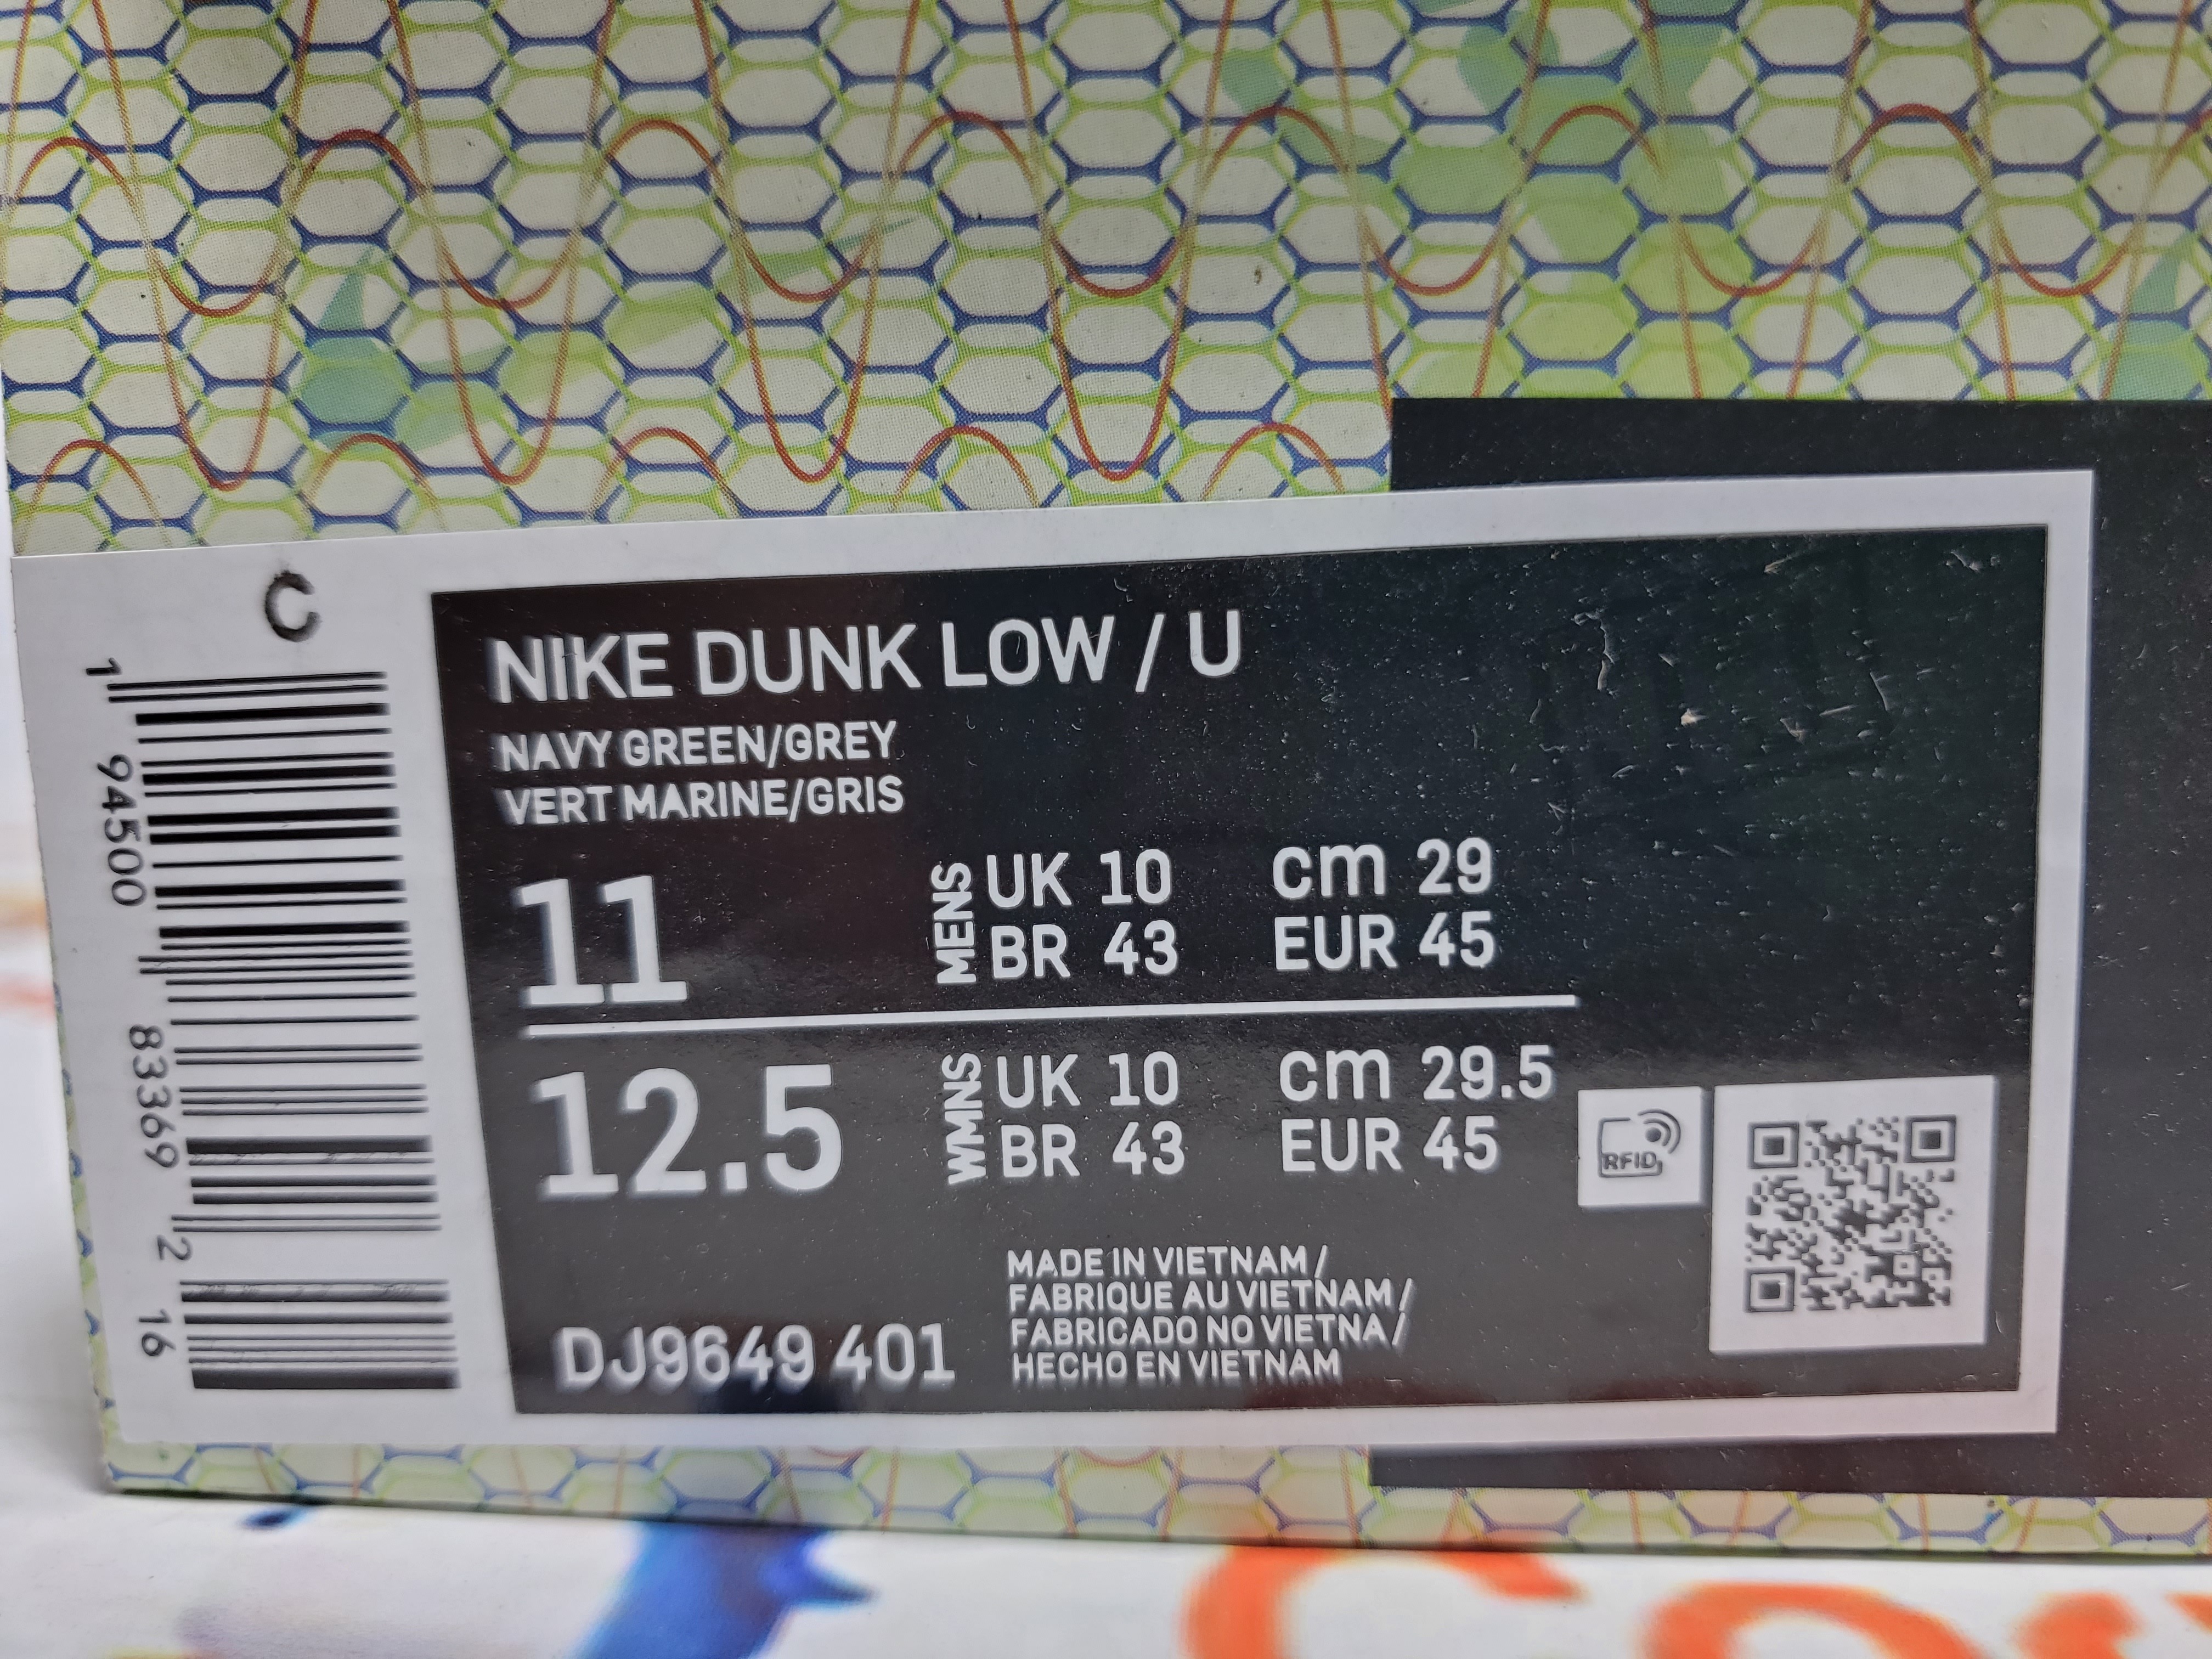 C
1 94500 83369 2 16
NIKE DUNK LOW / U
NAVY GREEN/GREY
VERT MARINE/GRIS
11 MENS UK 10 cm 29
BR 43 EUR 45
12.5 WMNS UK 10 cm 29.5
BR 43 EUR 45
RFID
MADE IN VIETNAM /
FABRIQUE AU VIETNAM /
FABRICADO NO VIETNA /
HECHO EN VIETNAM
DJ9649 401